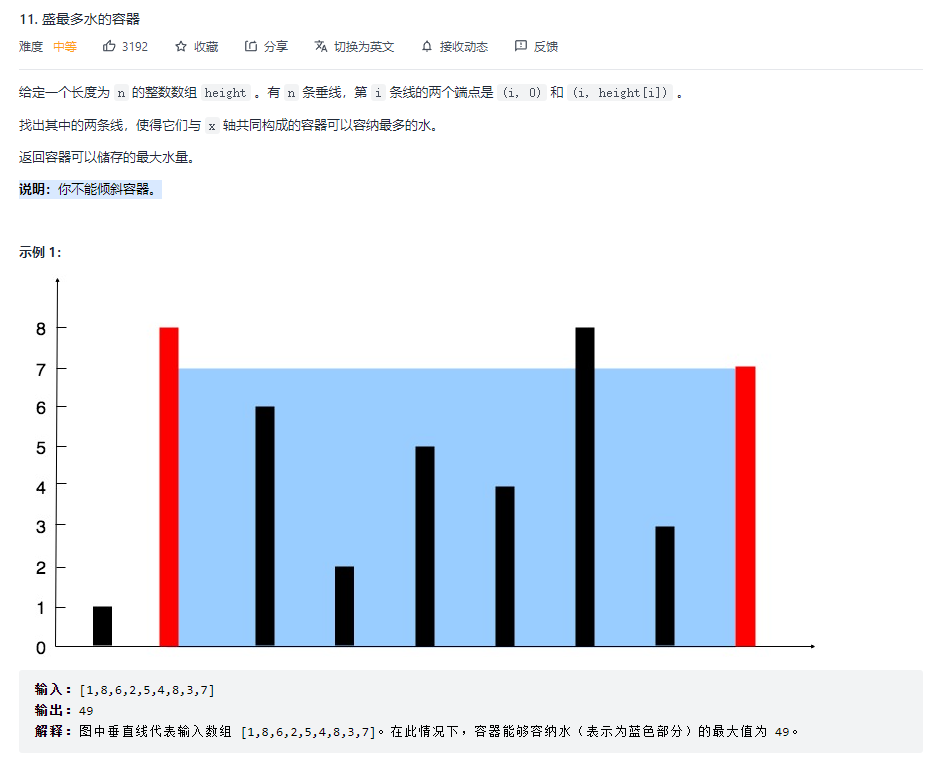 11. 盛最多水的容器
难度 中等 3192 收藏 分享 切换为英文 接收动态 反馈
给定一个长度为 n 的整数数组 height 。有 n 条垂线，第 i 条线的两个端点是 (i, 0) 和 (i, height[i]) 。
找出其中的两条线，使得它们与 x 轴共同构成的容器可以容纳最多的水。
返回容器可以储存的最大水量。
说明：你不能倾斜容器。
示例 1：
8
7
6
5
4
3
2
1
0
输入：[1,8,6,2,5,4,8,3,7]
输出：49
解释：图中垂直线代表输入数组 [1,8,6,2,5,4,8,3,7]。在此情况下，容器能够容纳水（表示为蓝色部分）的最大值为 49。